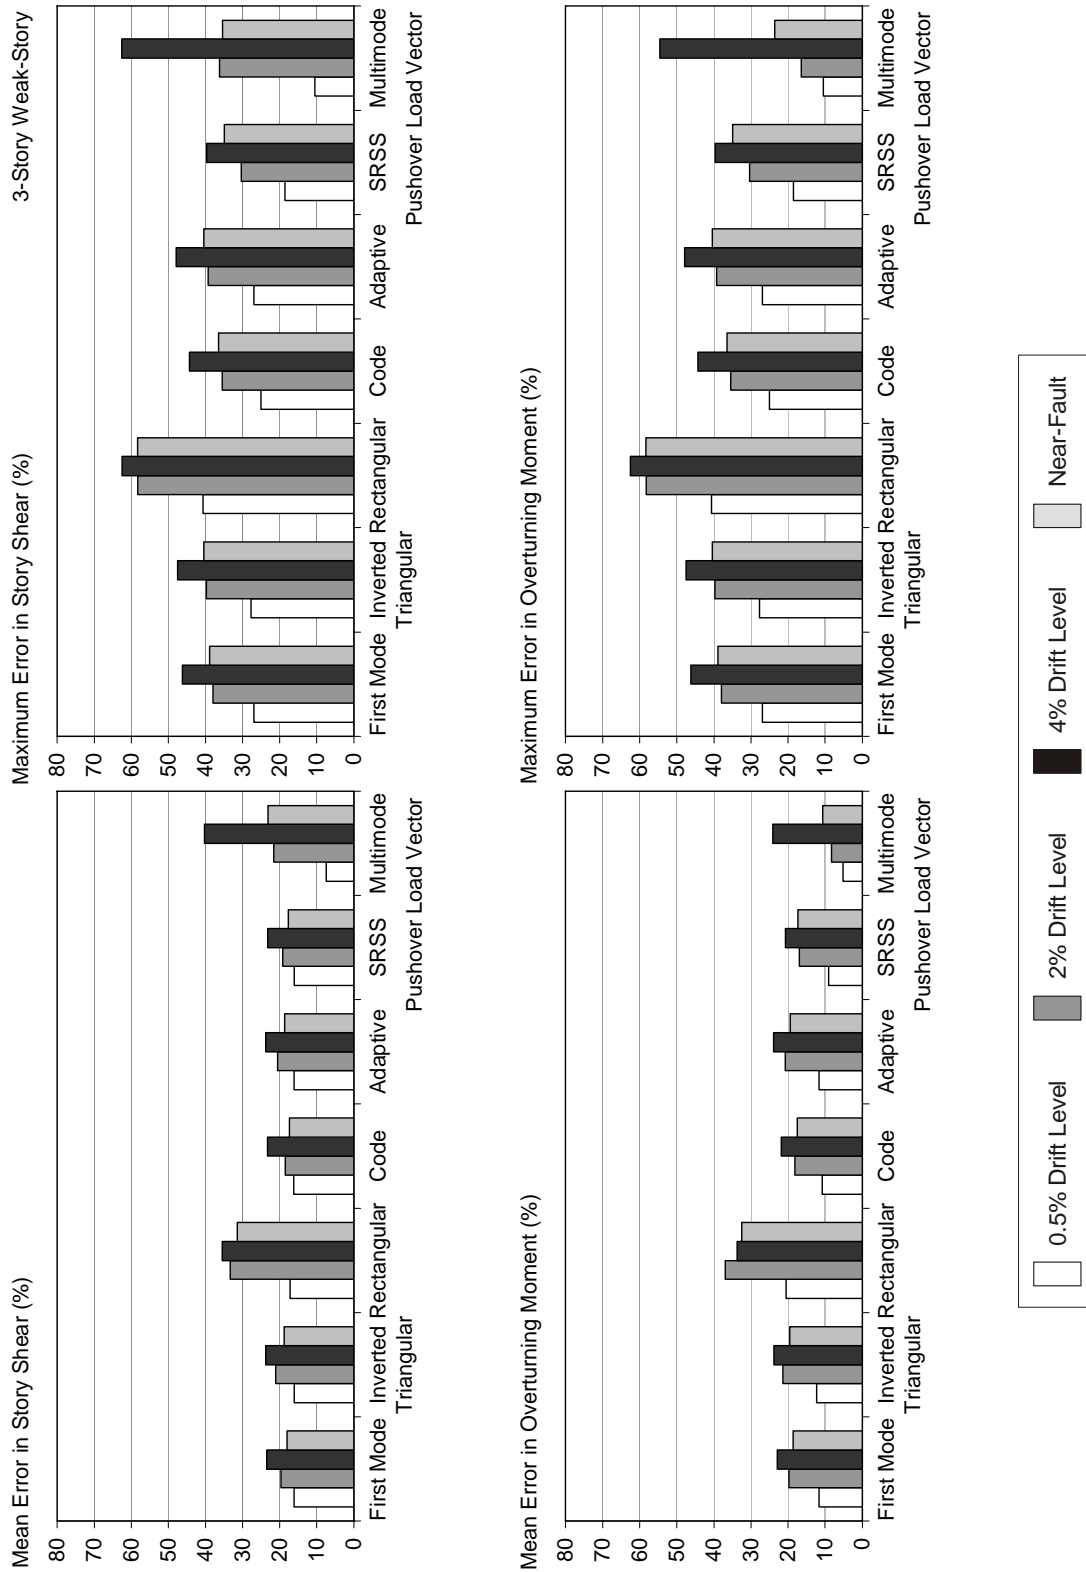 3-Story Weak-Story
Mean Error in Story Shear (%)
80
70
60
50
40
30
20
10
0
First Mode Inverted Rectangular Code Adaptive SRSS Multimode
Triangular
Pushover Load Vector
Maximum Error in Story Shear (%)
80
70
60
50
40
30
20
10
0
First Mode Inverted Rectangular Code Adaptive SRSS Multimode
Triangular
Pushover Load Vector
Mean Error in Overturning Moment (%)
80
70
60
50
40
30
20
10
0
First Mode Inverted Rectangular Code Adaptive SRSS Multimode
Triangular
Pushover Load Vector
Maximum Error in Overturning Moment (%)
80
70
60
50
40
30
20
10
0
First Mode Inverted Rectangular Code Adaptive SRSS Multimode
Triangular
Pushover Load Vector
0.5% Drift Level 2% Drift Level 4% Drift Level Near-Fault